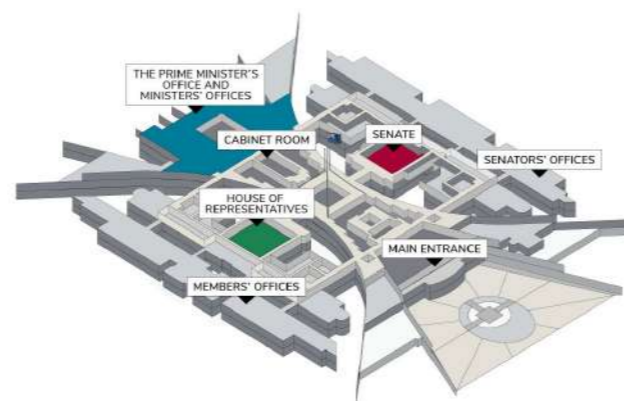 THE PRIME MINISTER'S
OFFICE AND
MINISTERS' OFFICES
CABINET ROOM
SENATE
SENATORS' OFFICES
HOUSE OF
REPRESENTATIVES
MAIN ENTRANCE
MEMBERS' OFFICES